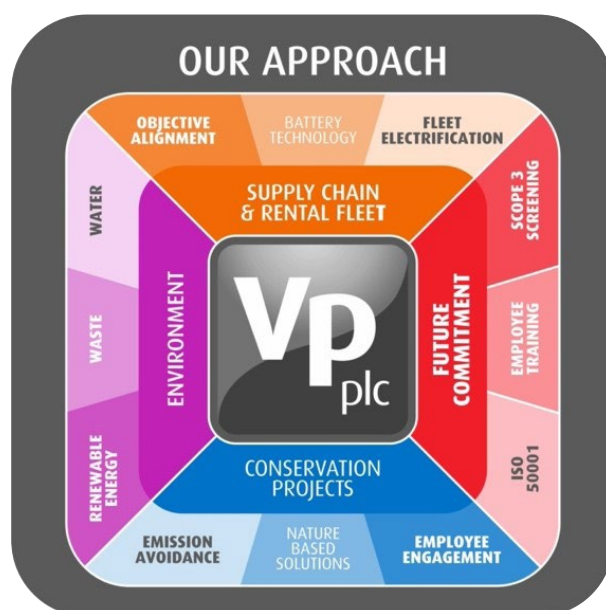 OUR APPROACH
OBJECTIVE
ALIGNMENT
BATTERY
TECHNOLOGY
FLEET
ELECTRIFICATION
SUPPLY CHAIN
& RENTAL FLEET
WATER
WASTE
RENEWABLE
ENERGY
ENVIRONMENT
Vp
plc
FUTURE
COMMITMENT
SCOPE 3
SCREENING
EMPLOYEE
TRAINING
ISO
50001
CONSERVATION
PROJECTS
EMISSION
AVOIDANCE
NATURE
BASED
SOLUTIONS
EMPLOYEE
ENGAGEMENT